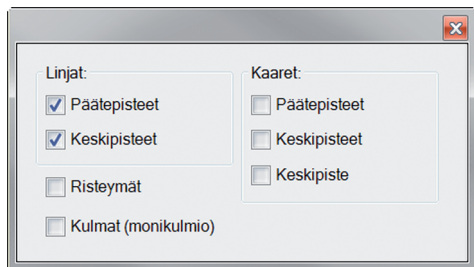 Linjat:
Päätepisteet
Keskipisteet
Risteymät
Kulmat (monikulmio)
Kaaret:
Päätepisteet
Keskipisteet
Keskipiste